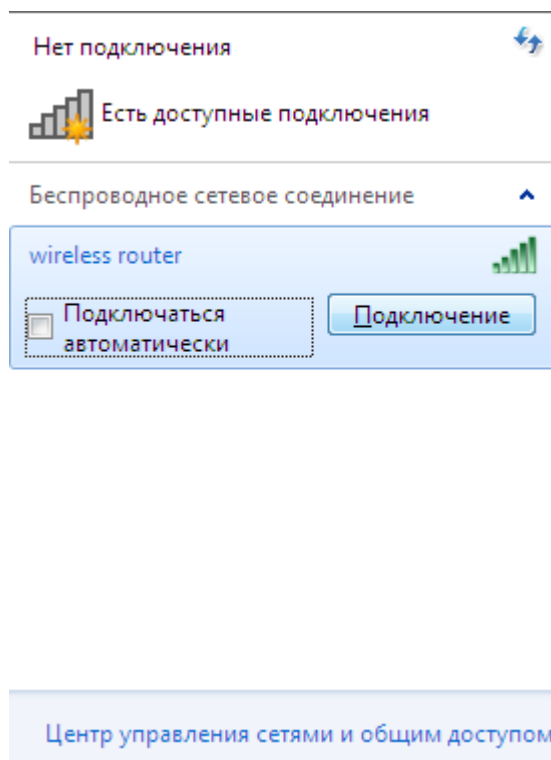 Нет подключения
Есть доступные подключения
Беспроводное сетевое соединение
wireless router
Подключаться
автоматически
Подключение
Центр управления сетями и общим доступом